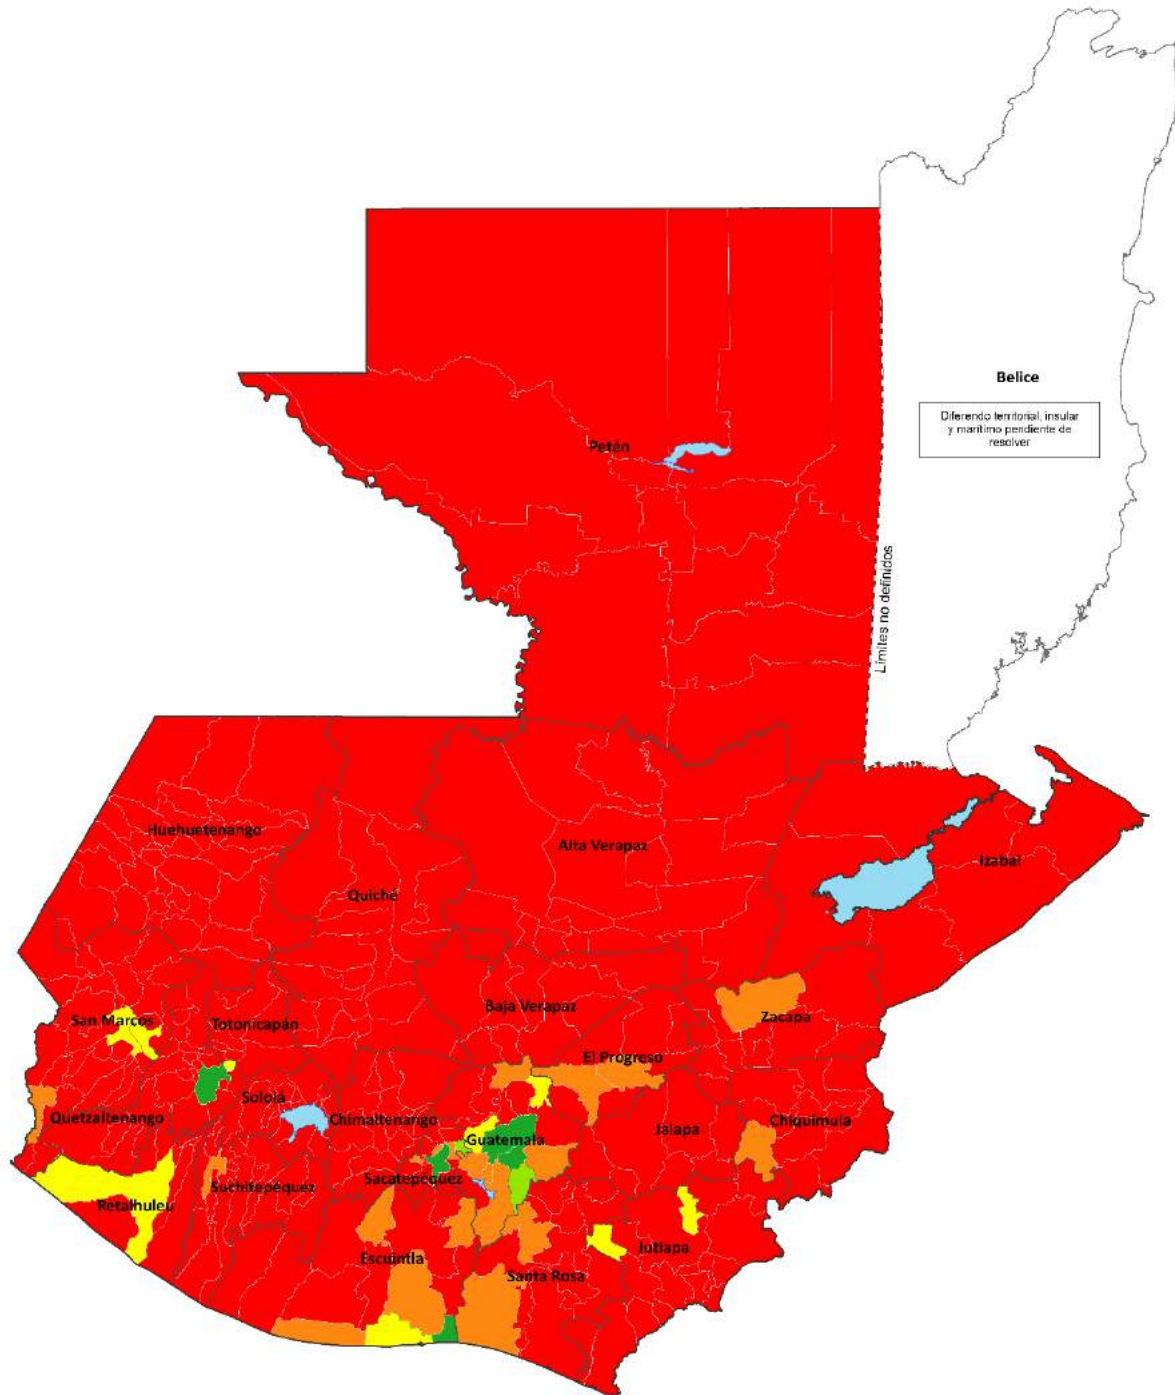 Belice
Diferendo territorial, insular
y marítimo pendiente de
resolver
Petén
Límites no definidos
Huehuetenango
Alta Verapaz
Izabal
Quiché
Baja Verapaz
San Marcos
Totonicapán
Zacapa
El Progreso
Sololá
Quetzaltenango
Chimaltenango
Chiquimula
Jalapa
Guatemala
Sacatepéquez
Suchitepéquez
Retalhuleu
Jutiapa
Escuintla
Santa Rosa